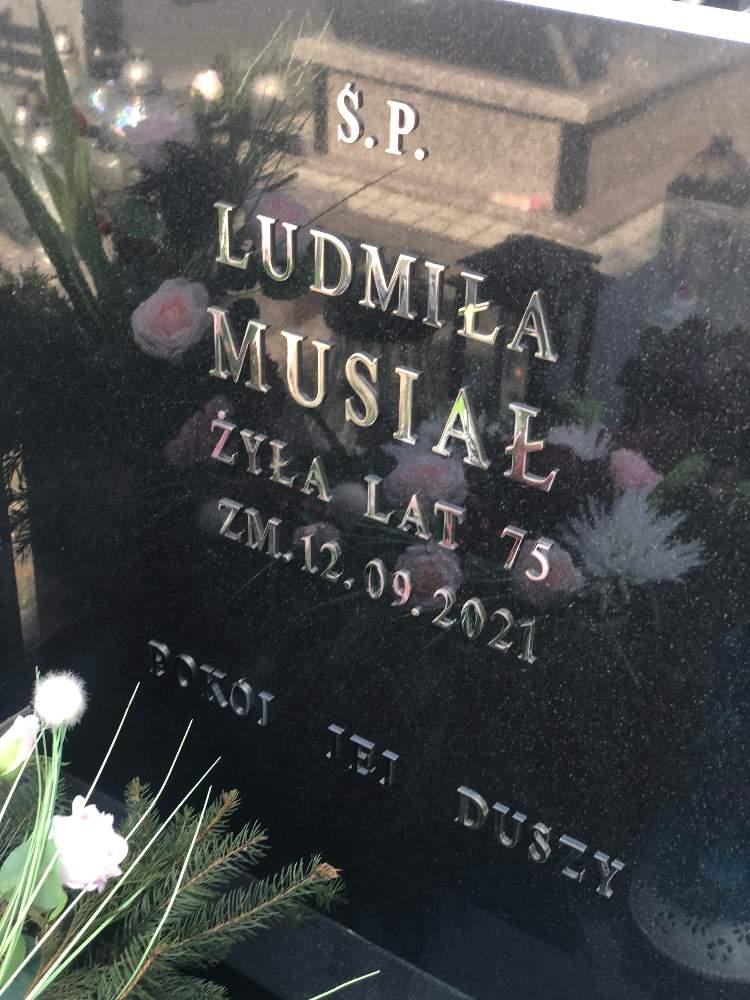 Ś.P.
LUDMIŁA
MUSIAŁ
ŻYŁA LAT 75
ZM. 12.09.2021
POKÓJ JEJ DUSZY